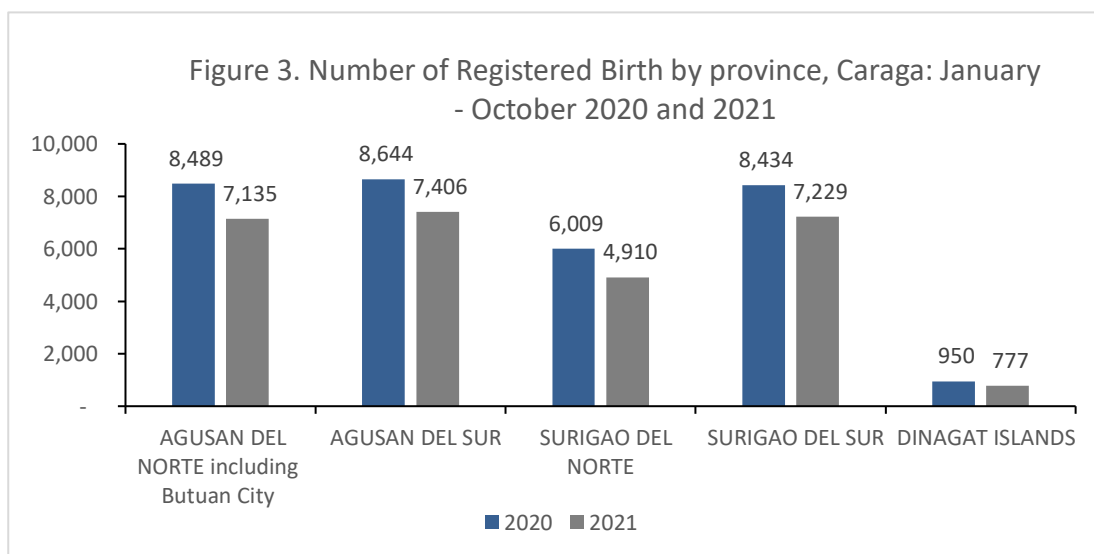 Figure 3. Number of Registered Birth by province, Caraga: January
- October 2020 and 2021
10,000
8,000
6,000
4,000
2,000
-
8,489
7,135
8,644
7,406
6,009
4,910
8,434
7,229
950
777
AGUSAN DEL
NORTE including
Butuan City
AGUSAN DEL SUR
SURIGAO DEL
NORTE
SURIGAO DEL SUR
DINAGAT ISLANDS
2020
2021